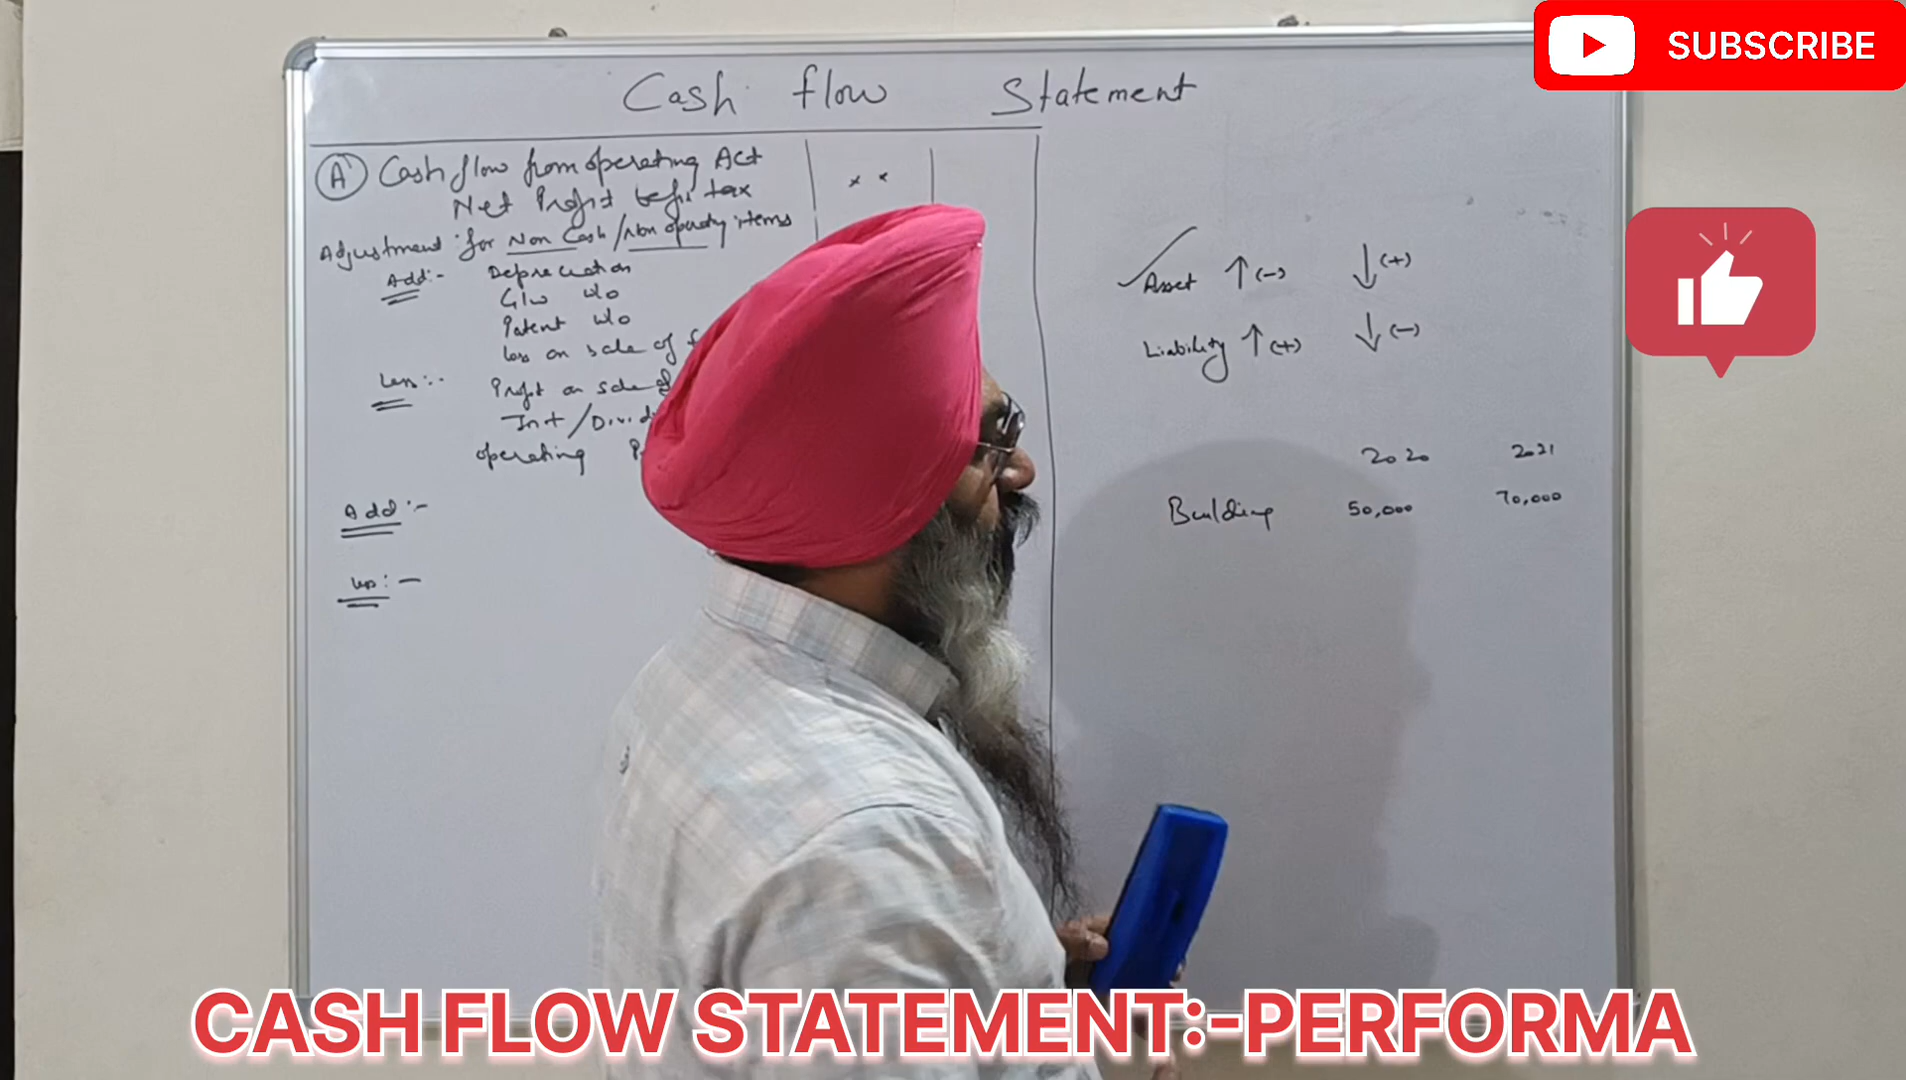 SUBSCRIBE
Cash flow Statement
A Cash flow from operating Act
Net Profit before tax
x x
Adjustment for Non Cash / Non operating items
Add:- Depreciation
G/w w/o
Patent w/o
loss on sale of f
Less:- Profit on sale of
Int / Divid
operating P
Add:-
Less:-
Asset ↑ (-) ↓ (+)
Liability ↑ (+) ↓ (-)
2020 2021
Building 50,000 70,000
CASH FLOW STATEMENT:-PERFORMA